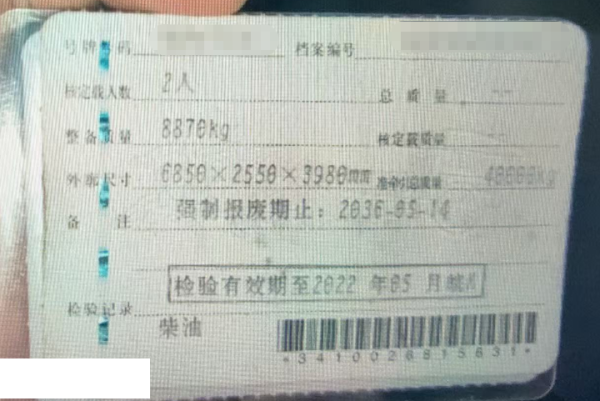 号牌号码 档案编号
核定载人数 2人 总质量 --
整备质量 8870kg 核定载质量 --
外廓尺寸 6850×2550×3980 准牵引总质量 40000kg
备注 强制报废期止：2036-05-14
检验有效期至2022年05月
检验记录
柴油
*3410026815631*